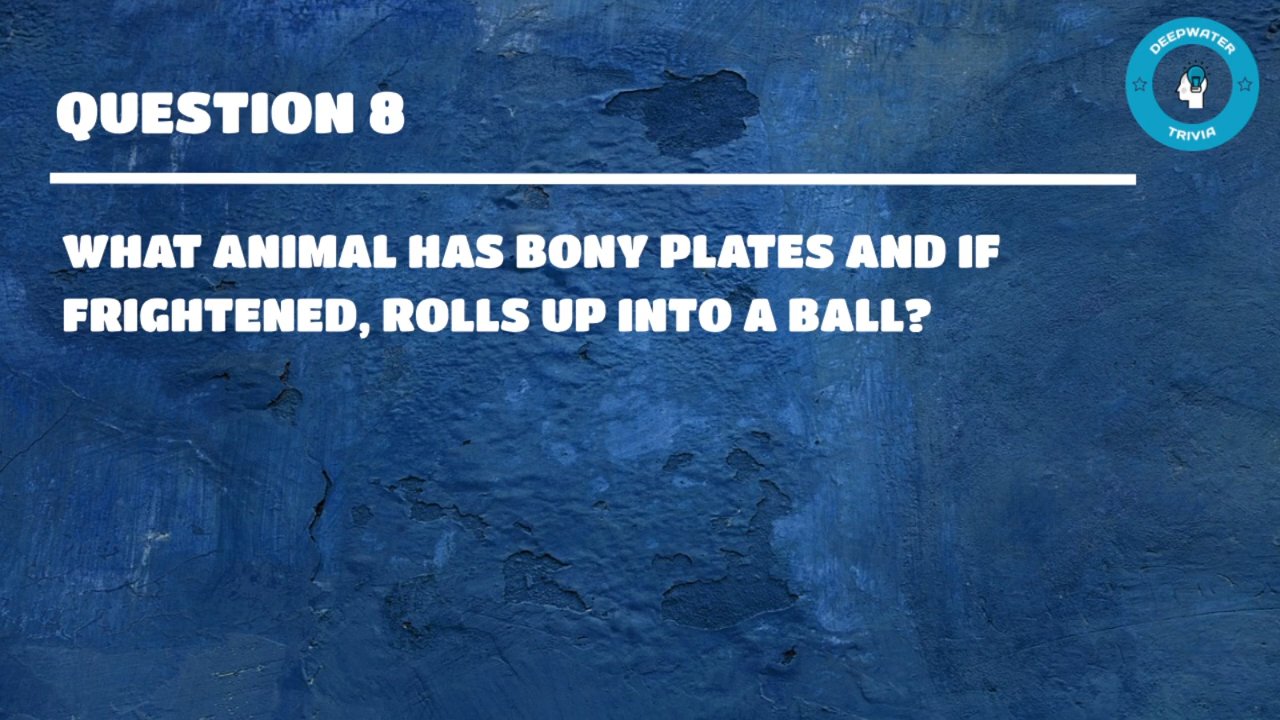 DEEPWATER
TRIVIA
QUESTION 8
WHAT ANIMAL HAS BONY PLATES AND IF
FRIGHTENED, ROLLS UP INTO A BALL?